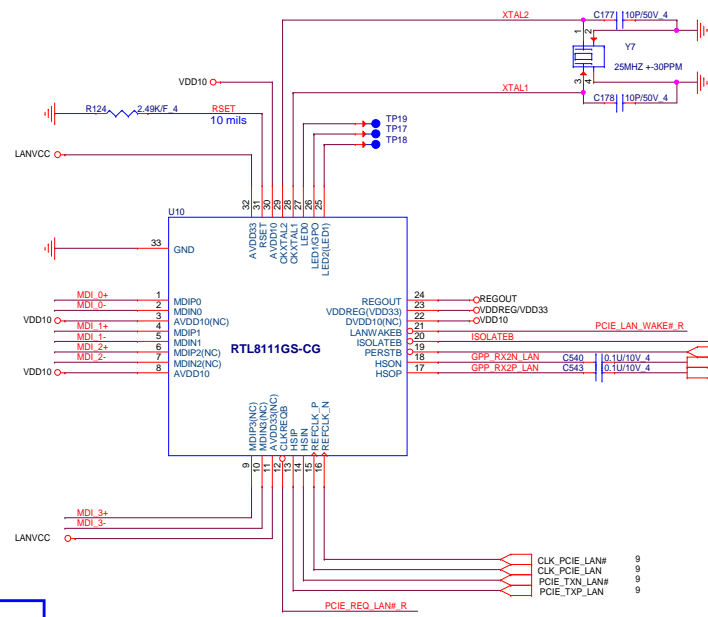 XTAL2
C177 10P/50V_4
1 2
Y7
25MHZ +-30PPM
3 4
VDD10
XTAL1
C178 10P/50V_4
R124 2.49K/F_4 RSET
10 mils
TP19
TP17
TP18
LANVCC
32 31 30 29 28 27 26 25
U10
AVDD33 RSET AVDD10 CKXTAL2 CKXTAL1 LED0 LED1/GPO LED2(LED1)
33 GND
MDI_0+ 1 MDIP0
MDI_0- 2 MDIN0
VDD10 3 AVDD10(NC)
MDI_1+ 4 MDIP1
MDI_1- 5 MDIN1
MDI_2+ 6 MDIP2(NC)
MDI_2- 7 MDIN2(NC)
VDD10 8 AVDD10
RTL8111GS-CG
REGOUT 24 REGOUT
VDDREG(VDD33) 23 VDDREG/VDD33
DVDD10(NC) 22 VDD10
LANWAKEB 21 PCIE_LAN_WAKE#_R
ISOLATEB 20 ISOLATEB
PERSTB 19
HSON 18 GPP_RX2N_LAN C540 0.1U/10V_4
HSOP 17 GPP_RX2P_LAN C543 0.1U/10V_4
MDIP3(NC) MDIN3(NC) AVDD33(NC) CLKREQB HSIP HSIN REFCLK_P REFCLK_N
9 10 11 12 13 14 15 16
MDI_3+
MDI_3-
LANVCC
CLK_PCIE_LAN# 9
CLK_PCIE_LAN 9
PCIE_TXN_LAN# 9
PCIE_TXP_LAN 9
PCIE_REQ_LAN#_R